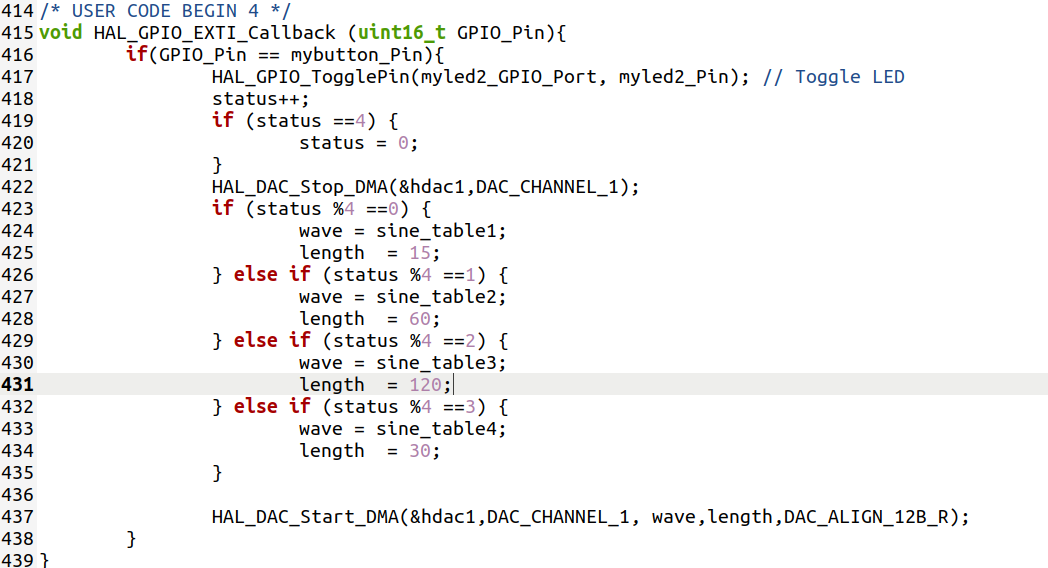 414 /* USER CODE BEGIN 4 */
415 void HAL_GPIO_EXTI_Callback (uint16_t GPIO_Pin){
416         if(GPIO_Pin == mybutton_Pin){
417                 HAL_GPIO_TogglePin(myled2_GPIO_Port, myled2_Pin); // Toggle LED
418                 status++;
419                 if (status ==4) {
420                         status = 0;
421                 }
422                 HAL_DAC_Stop_DMA(&hdac1,DAC_CHANNEL_1);
423                 if (status %4 ==0) {
424                         wave = sine_table1;
425                         length  = 15;
426                 } else if (status %4 ==1) {
427                         wave = sine_table2;
428                         length  = 60;
429                 } else if (status %4 ==2) {
430                         wave = sine_table3;
431                         length  = 120;
432                 } else if (status %4 ==3) {
433                         wave = sine_table4;
434                         length  = 30;
435                 }
436
437                 HAL_DAC_Start_DMA(&hdac1,DAC_CHANNEL_1, wave,length,DAC_ALIGN_12B_R);
438         }
439 }